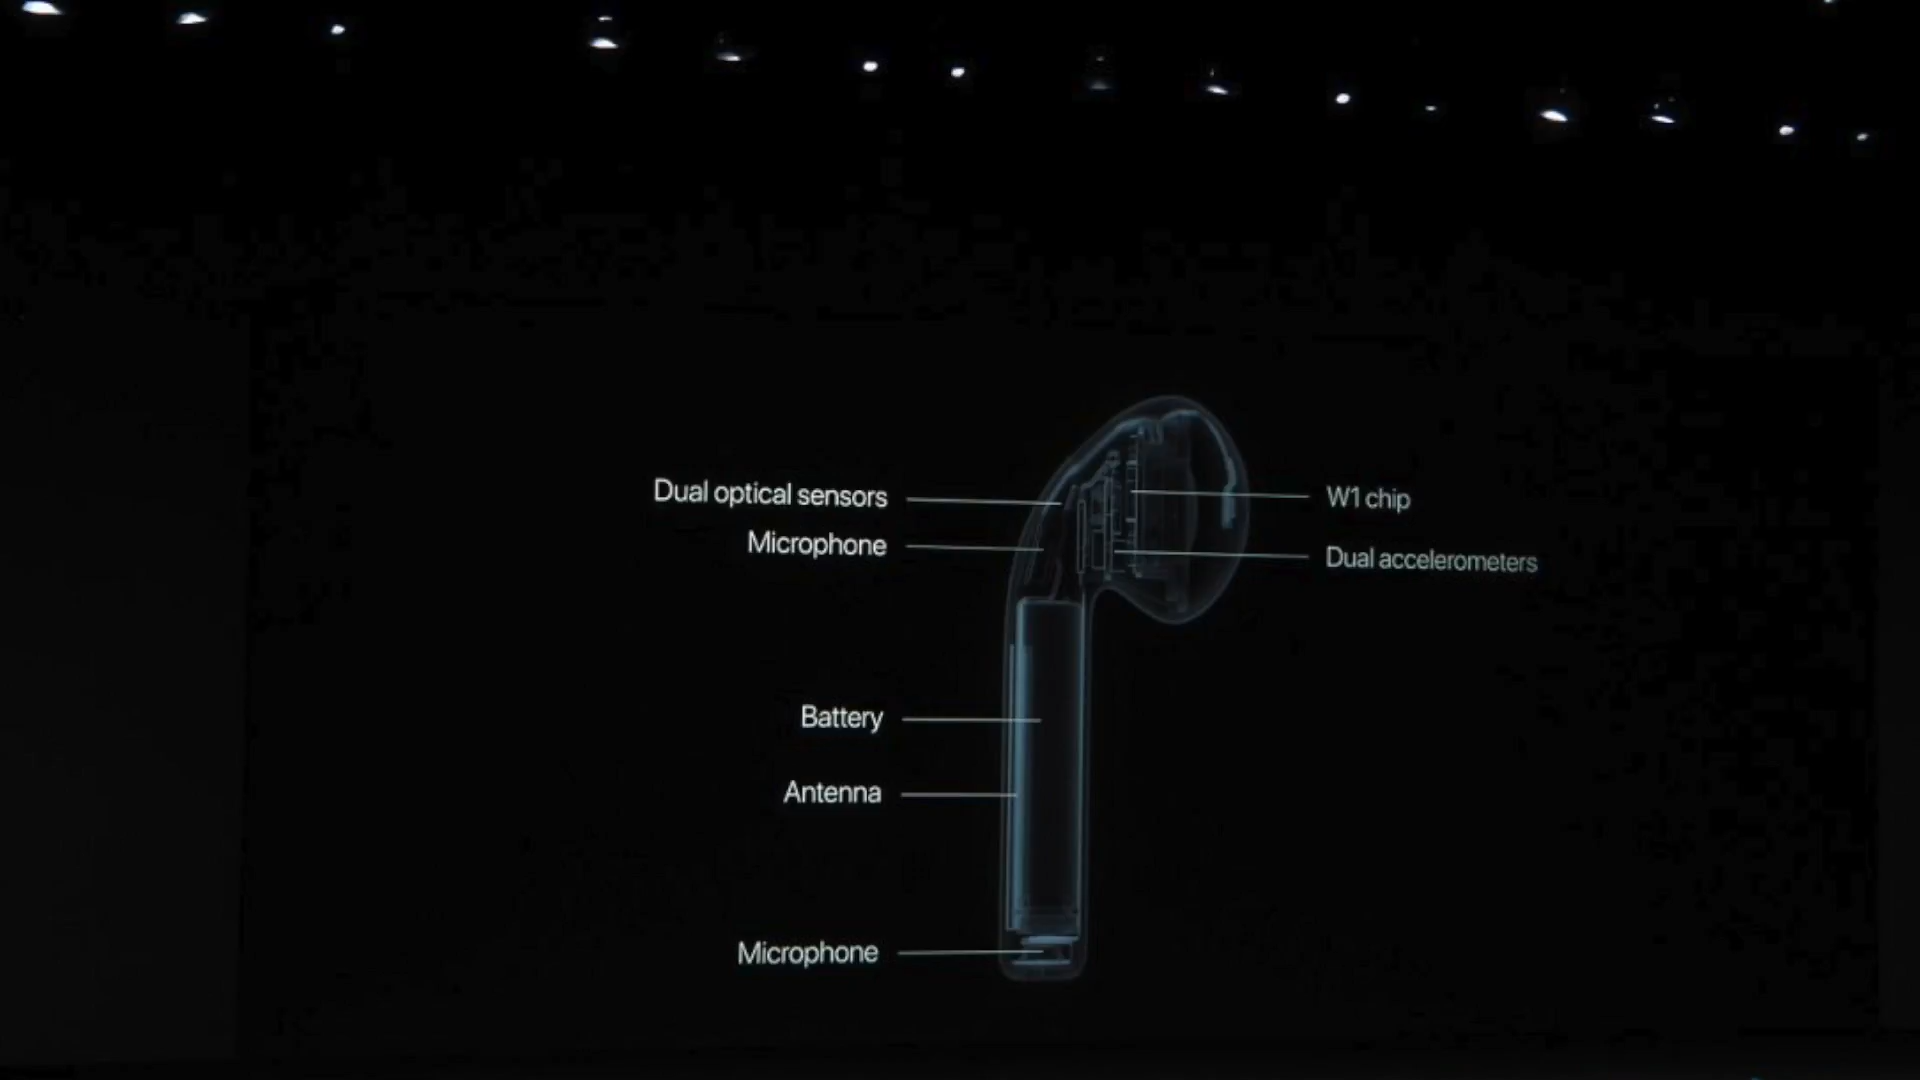 Dual optical sensors
W1 chip
Microphone
Dual accelerometers
Battery
Antenna
Microphone